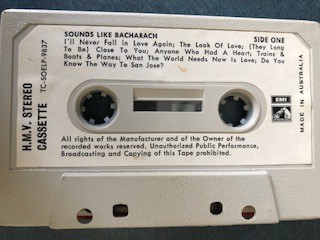 SOUNDS LIKE BACHARACH
SIDE ONE
I'll Never Fall in Love Again; The Look Of Love; (They Long
To Be) Close To You; Anyone Who Had A Heart; Trains &
Boats & Planes; What The World Needs Now Is Love; Do You
Know The Way To San Jose?
H.M.V. STEREO
CASSETTE
TC-SOELP-9837
EMI
MADE IN AUSTRALIA
All rights of the Manufacturer and of the Owner of the
recorded works reserved. Unauthorized Public Performance,
Broadcasting and Copying of this Tape prohibited.